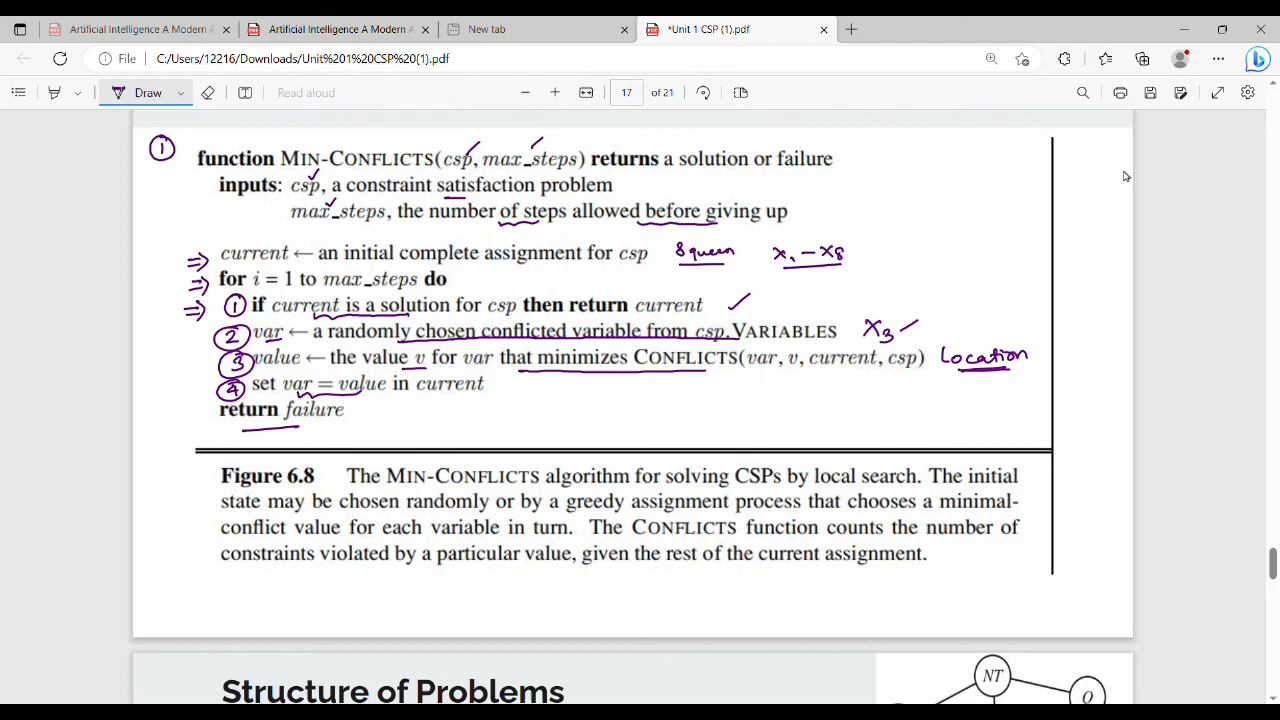 Artificial Intelligence A Modern A
Artificial Intelligence A Modern A
New tab
*Unit 1 CSP (1).pdf
File
C:/Users/12216/Downloads/Unit%201%20CSP%20(1).pdf
Draw
Read aloud
17
of 21
1
function MIN-CONFLICTS(csp, max_steps) returns a solution or failure
inputs: csp, a constraint satisfaction problem
max_steps, the number of steps allowed before giving up
current ← an initial complete assignment for csp 8 queen x1 – x8
for i = 1 to max_steps do
1 if current is a solution for csp then return current
2 var ← a randomly chosen conflicted variable from csp.VARIABLES x3
3 value ← the value v for var that minimizes CONFLICTS(var, v, current, csp) Location
4 set var = value in current
return failure
Figure 6.8 The MIN-CONFLICTS algorithm for solving CSPs by local search. The initial
state may be chosen randomly or by a greedy assignment process that chooses a minimal-
conflict value for each variable in turn. The CONFLICTS function counts the number of
constraints violated by a particular value, given the rest of the current assignment.
Structure of Problems
NT
Q